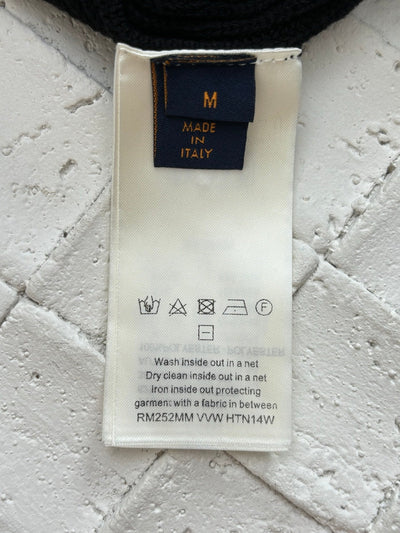 M
MADE
IN
ITALY
Wash inside out in a net
Dry clean inside out in a net
Iron inside out protecting
garment with a fabric in between
RM252MM VVW HTN14W